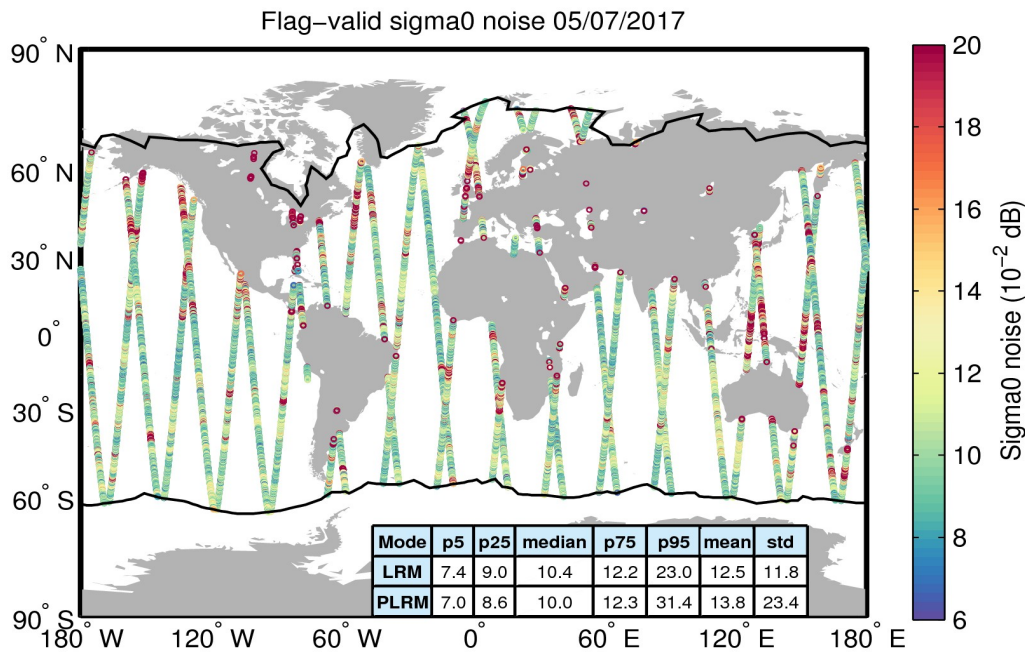 Flag−valid sigma0 noise 05/07/2017
90° N
60° N
30° N
0°
30° S
60° S
90° S
180° W
120° W
60° W
0°
60° E
120° E
180° E
Mode p5 p25 median p75 p95 mean std
LRM 7.4 9.0 10.4 12.2 23.0 12.5 11.8
PLRM 7.0 8.6 10.0 12.3 31.4 13.8 23.4
20
18
16
14
12
10
8
6
Sigma0 noise (10⁻² dB)